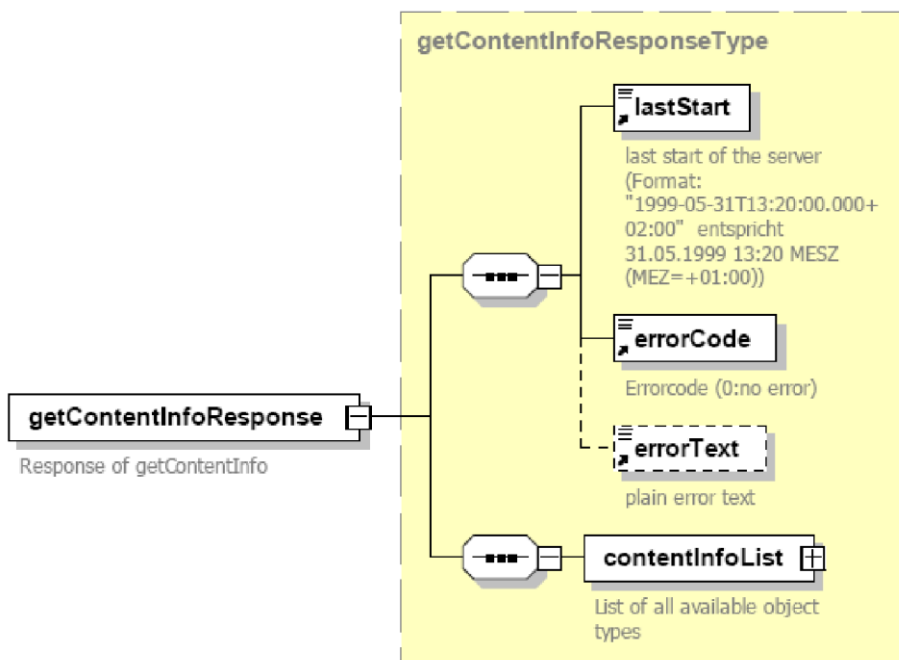 getContentInfoResponseType
lastStart
last start of the server
(Format:
"1999-05-31T13:20:00.000+
02:00"  entspricht
31.05.1999 13:20 MESZ
(MEZ=+01:00))
errorCode
Errorcode (0:no error)
getContentInfoResponse
Response of getContentInfo
errorText
plain error text
contentInfoList
List of all available object
types